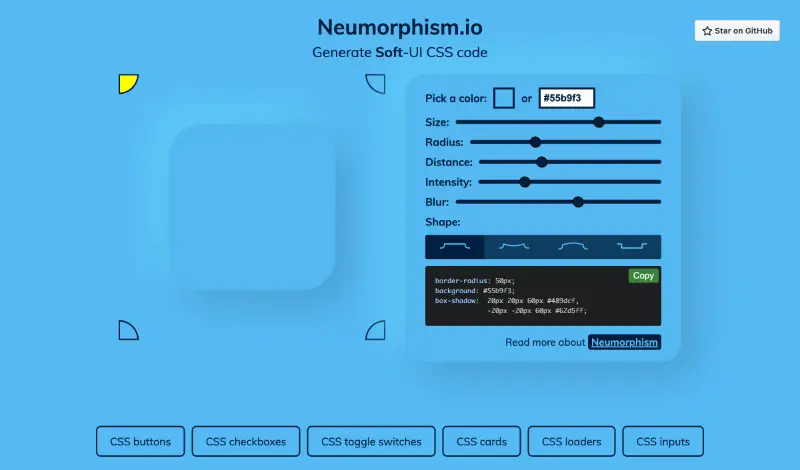 Neumorphism.io
Generate Soft-UI CSS code
Star on GitHub
Pick a color: or #55b9f3
Size:
Radius:
Distance:
Intensity:
Blur:
Shape:
Copy
border-radius: 50px;
background: #55b9f3;
box-shadow: 20px 20px 60px #489dcf,
-20px -20px 60px #62d5ff;
Read more about Neumorphism
CSS buttons
CSS checkboxes
CSS toggle switches
CSS cards
CSS loaders
CSS inputs